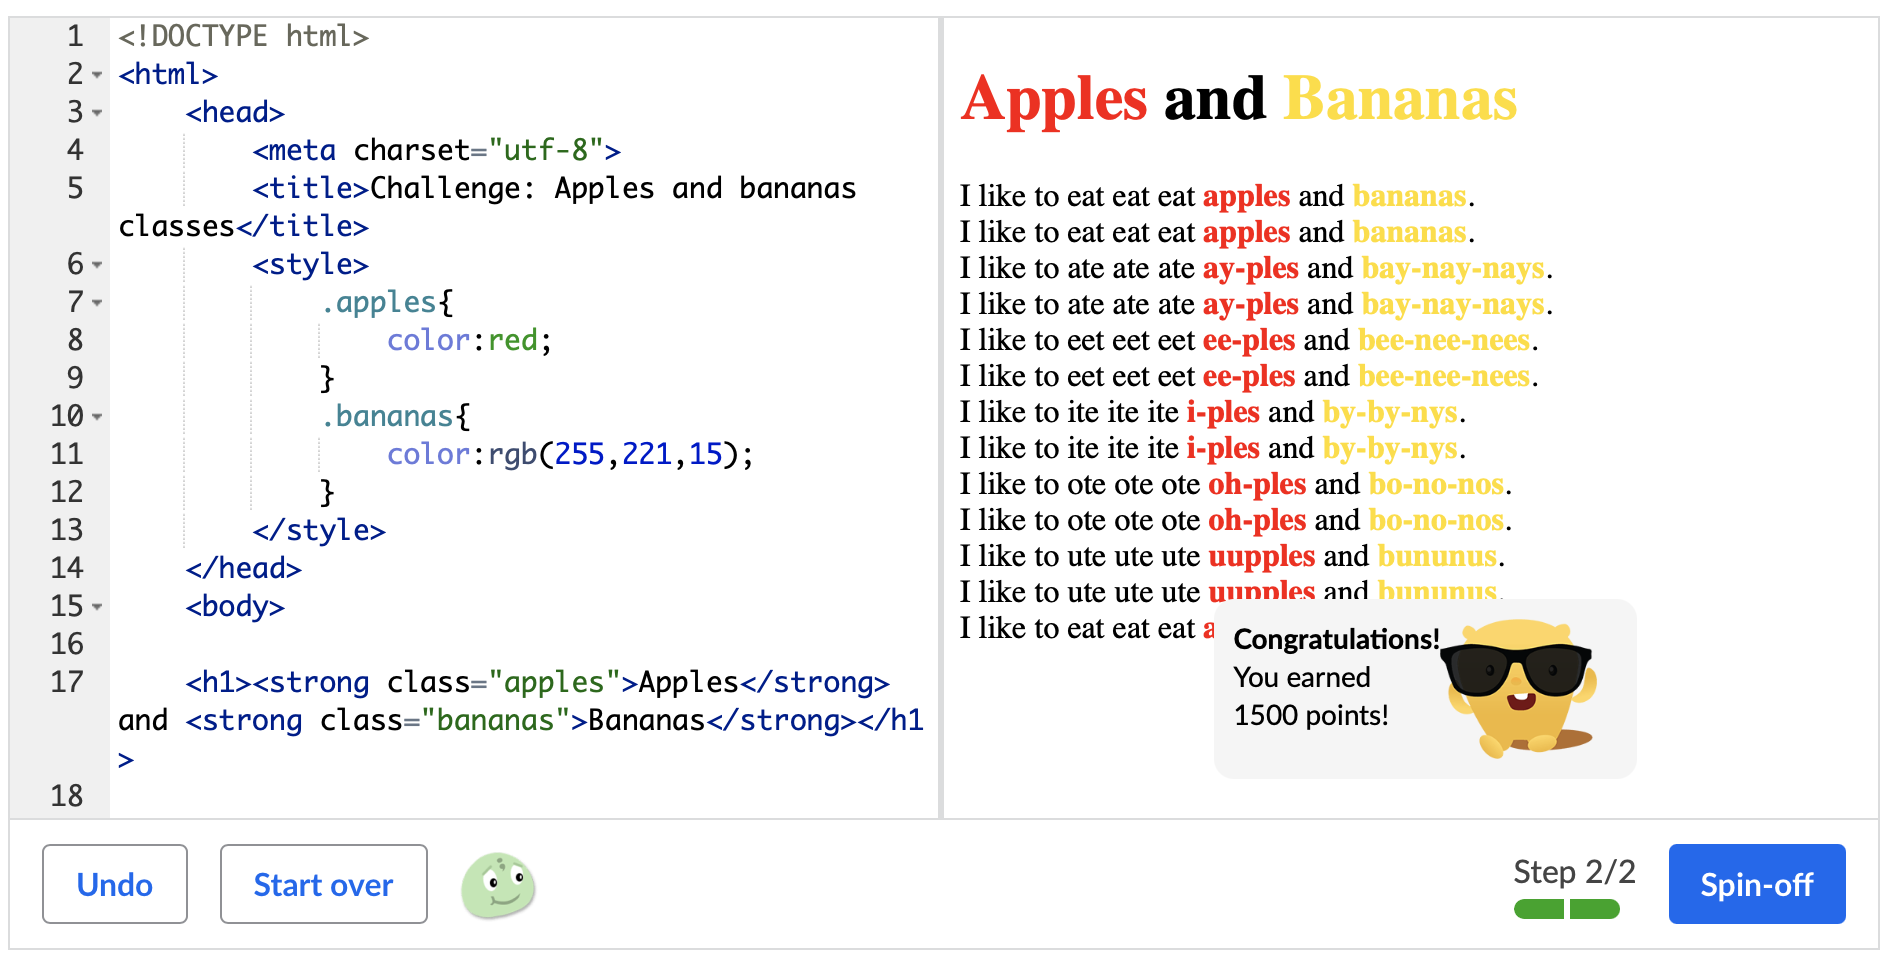 1 <!DOCTYPE html>
2 <html>
3 <head>
4 <meta charset="utf-8">
5 <title>Challenge: Apples and bananas
classes</title>
6 <style>
7 .apples{
8 color:red;
9 }
10 .bananas{
11 color:rgb(255,221,15);
12 }
13 </style>
14 </head>
15 <body>
16
17 <h1><strong class="apples">Apples</strong>
and <strong class="bananas">Bananas</strong></h1
>
18
Apples and Bananas
I like to eat eat eat apples and bananas.
I like to eat eat eat apples and bananas.
I like to ate ate ate ay-ples and bay-nay-nays.
I like to ate ate ate ay-ples and bay-nay-nays.
I like to eet eet eet ee-ples and bee-nee-nees.
I like to eet eet eet ee-ples and bee-nee-nees.
I like to ite ite ite i-ples and by-by-nys.
I like to ite ite ite i-ples and by-by-nys.
I like to ote ote ote oh-ples and bo-no-nos.
I like to ote ote ote oh-ples and bo-no-nos.
I like to ute ute ute uupples and bununus.
I like to ute ute ute uupples and bununus.
I like to eat eat eat
Congratulations!
You earned
1500 points!
Undo
Start over
Step 2/2
Spin-off